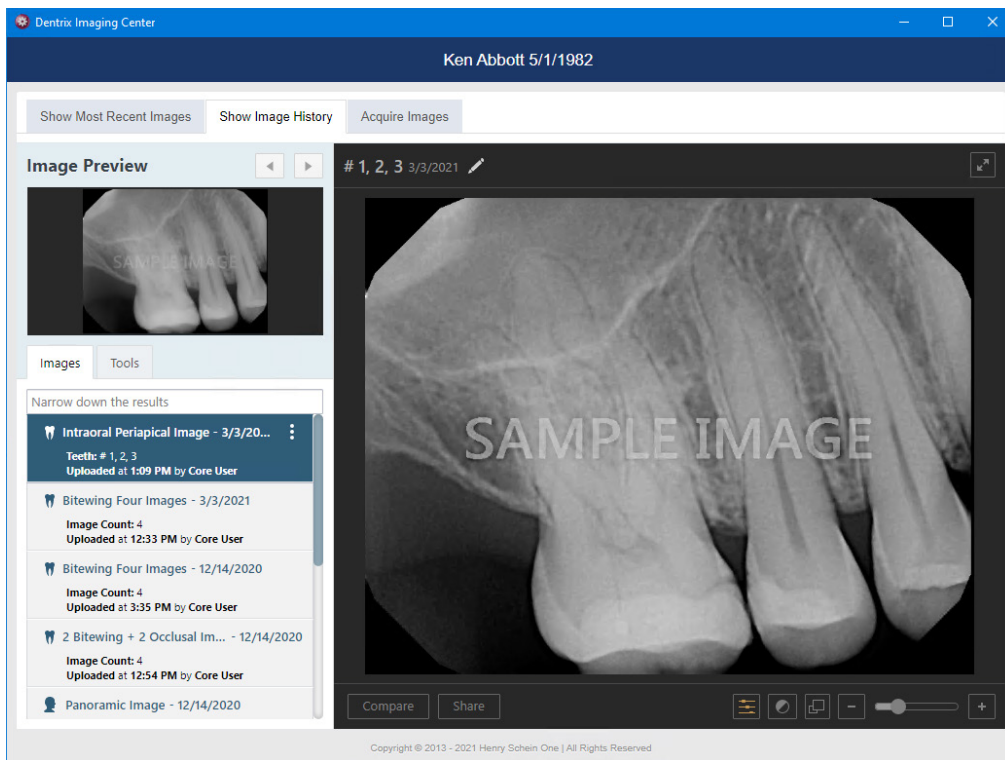 Dentrix Imaging Center
Ken Abbott 5/1/1982
Show Most Recent Images
Show Image History
Acquire Images
Image Preview
SAMPLE IMAGE
Images
Tools
Narrow down the results
Intraoral Periapical Image - 3/3/20...
Teeth: # 1, 2, 3
Uploaded at 1:09 PM by Core User
Bitewing Four Images - 3/3/2021
Image Count: 4
Uploaded at 12:33 PM by Core User
Bitewing Four Images - 12/14/2020
Image Count: 4
Uploaded at 3:35 PM by Core User
2 Bitewing + 2 Occlusal Im... - 12/14/2020
Image Count: 4
Uploaded at 12:54 PM by Core User
Panoramic Image - 12/14/2020
# 1, 2, 3 3/3/2021
SAMPLE IMAGE
Compare
Share
Copyright © 2013 - 2021 Henry Schein One | All Rights Reserved